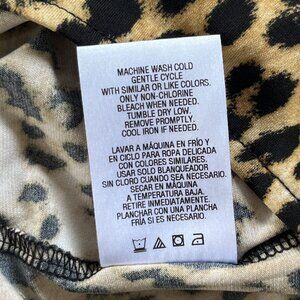 MACHINE WASH COLD
GENTLE CYCLE
WITH SIMILAR OR LIKE COLORS.
ONLY NON-CHLORINE
BLEACH WHEN NEEDED.
TUMBLE DRY LOW.
REMOVE PROMPTLY.
COOL IRON IF NEEDED.
LAVAR A MÁQUINA EN FRÍO Y
EN CICLO PARA ROPA DELICADA
CON COLORES SIMILARES.
USAR SOLO BLANQUEADOR
SIN CLORO CUANDO SEA NECESARIO.
SECAR EN MÁQUINA
A TEMPERATURA BAJA.
RETIRE INMEDIATAMENTE.
PLANCHAR CON UNA PLANCHA
FRÍA SI ES NECESARIO.